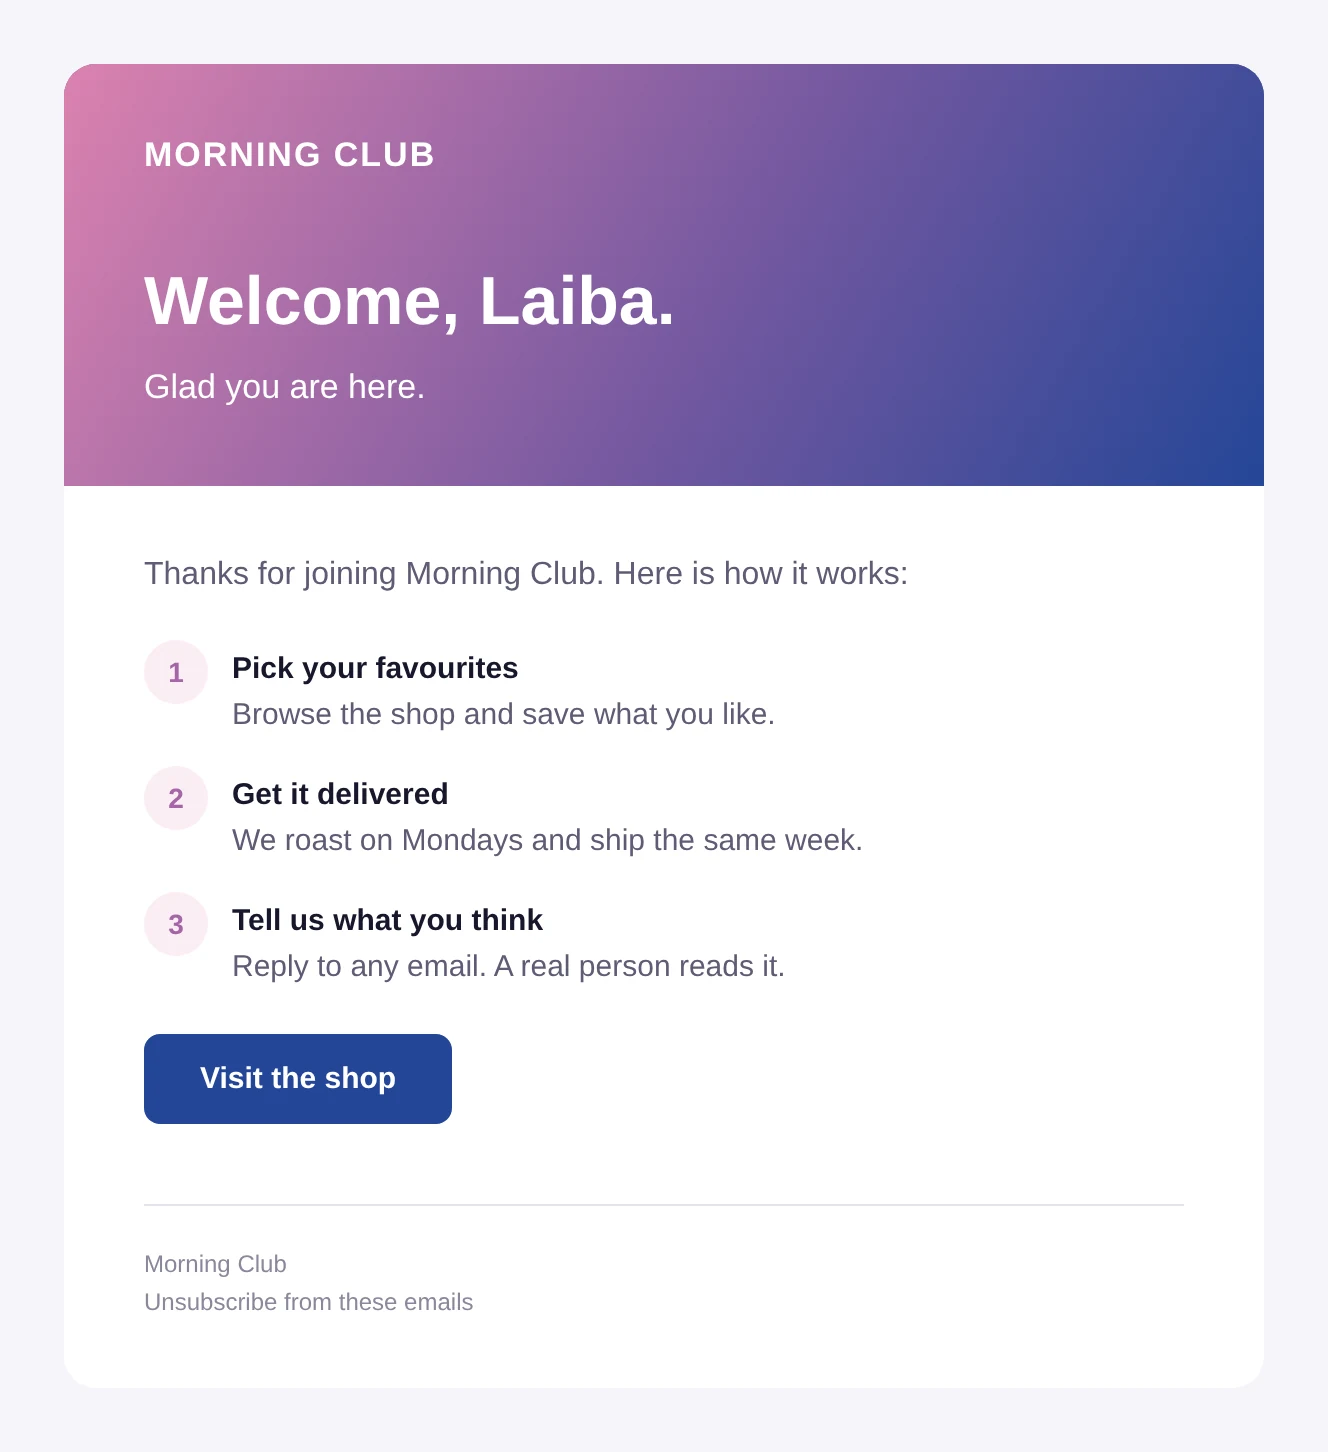 MORNING CLUB
Welcome, Laiba.
Glad you are here.
Thanks for joining Morning Club. Here is how it works:
1
Pick your favourites
Browse the shop and save what you like.
2
Get it delivered
We roast on Mondays and ship the same week.
3
Tell us what you think
Reply to any email. A real person reads it.
Visit the shop
Morning Club
Unsubscribe from these emails